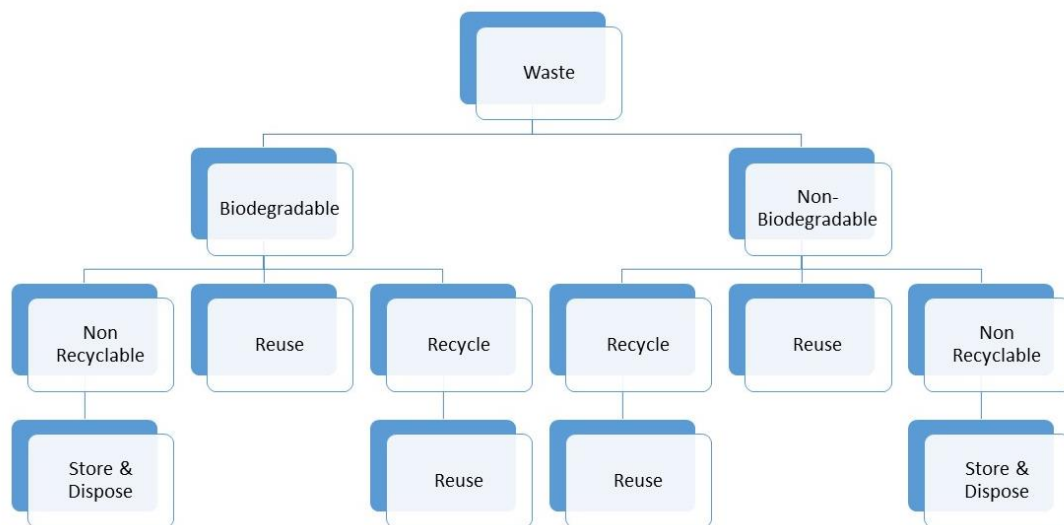 Waste
Biodegradable
Non-
Biodegradable
Non
Recyclable
Reuse
Recycle
Recycle
Reuse
Non
Recyclable
Store &
Dispose
Reuse
Reuse
Store &
Dispose